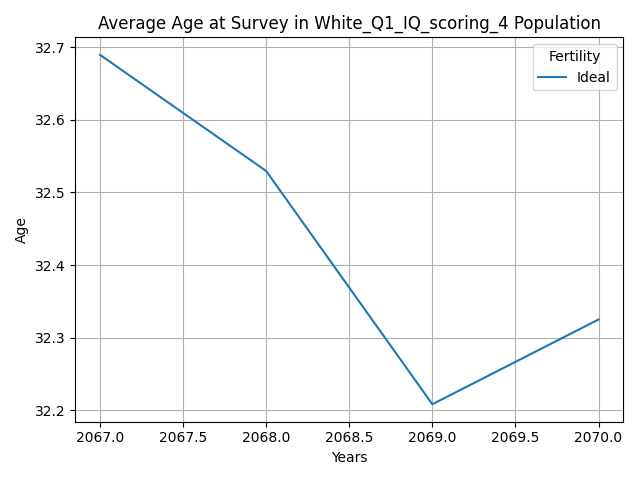 Average Age at Survey in White_Q1_IQ_scoring_4 Population
Fertility
Ideal
32.7
32.6
32.5
32.4
32.3
32.2
Age
2067.0 2067.5 2068.0 2068.5 2069.0 2069.5 2070.0
Years